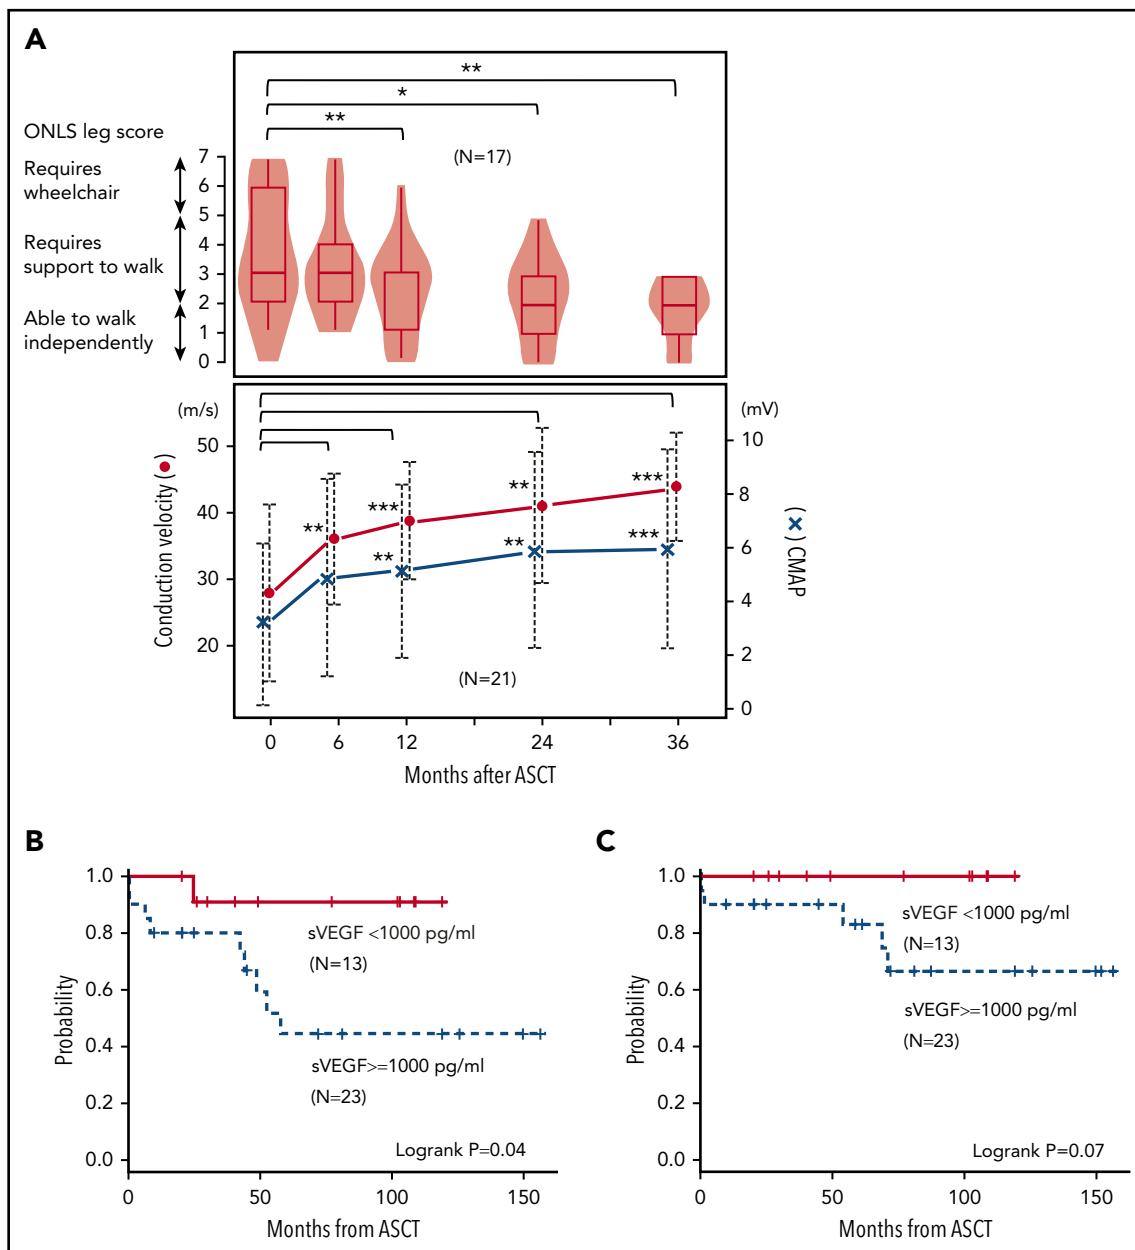 A
**
*
**
ONLS leg score
(N=17)
Requires
wheelchair
Requires
support to walk
Able to walk
independently
7
6
5
4
3
2
1
0
(m/s)
(mV)
50
40
30
20
10
8
6
4
2
0
Conduction velocity (●)
(×) CMAP
**
***
**
***
**
**
***
(N=21)
0 6 12 24 36
Months after ASCT
B
1.0
0.8
0.6
0.4
0.2
0.0
Probability
sVEGF <1000 pg/ml
(N=13)
sVEGF>=1000 pg/ml
(N=23)
Logrank P=0.04
0 50 100 150
Months from ASCT
C
1.0
0.8
0.6
0.4
0.2
0.0
Probability
sVEGF <1000 pg/ml
(N=13)
sVEGF>=1000 pg/ml
(N=23)
Logrank P=0.07
0 50 100 150
Months from ASCT